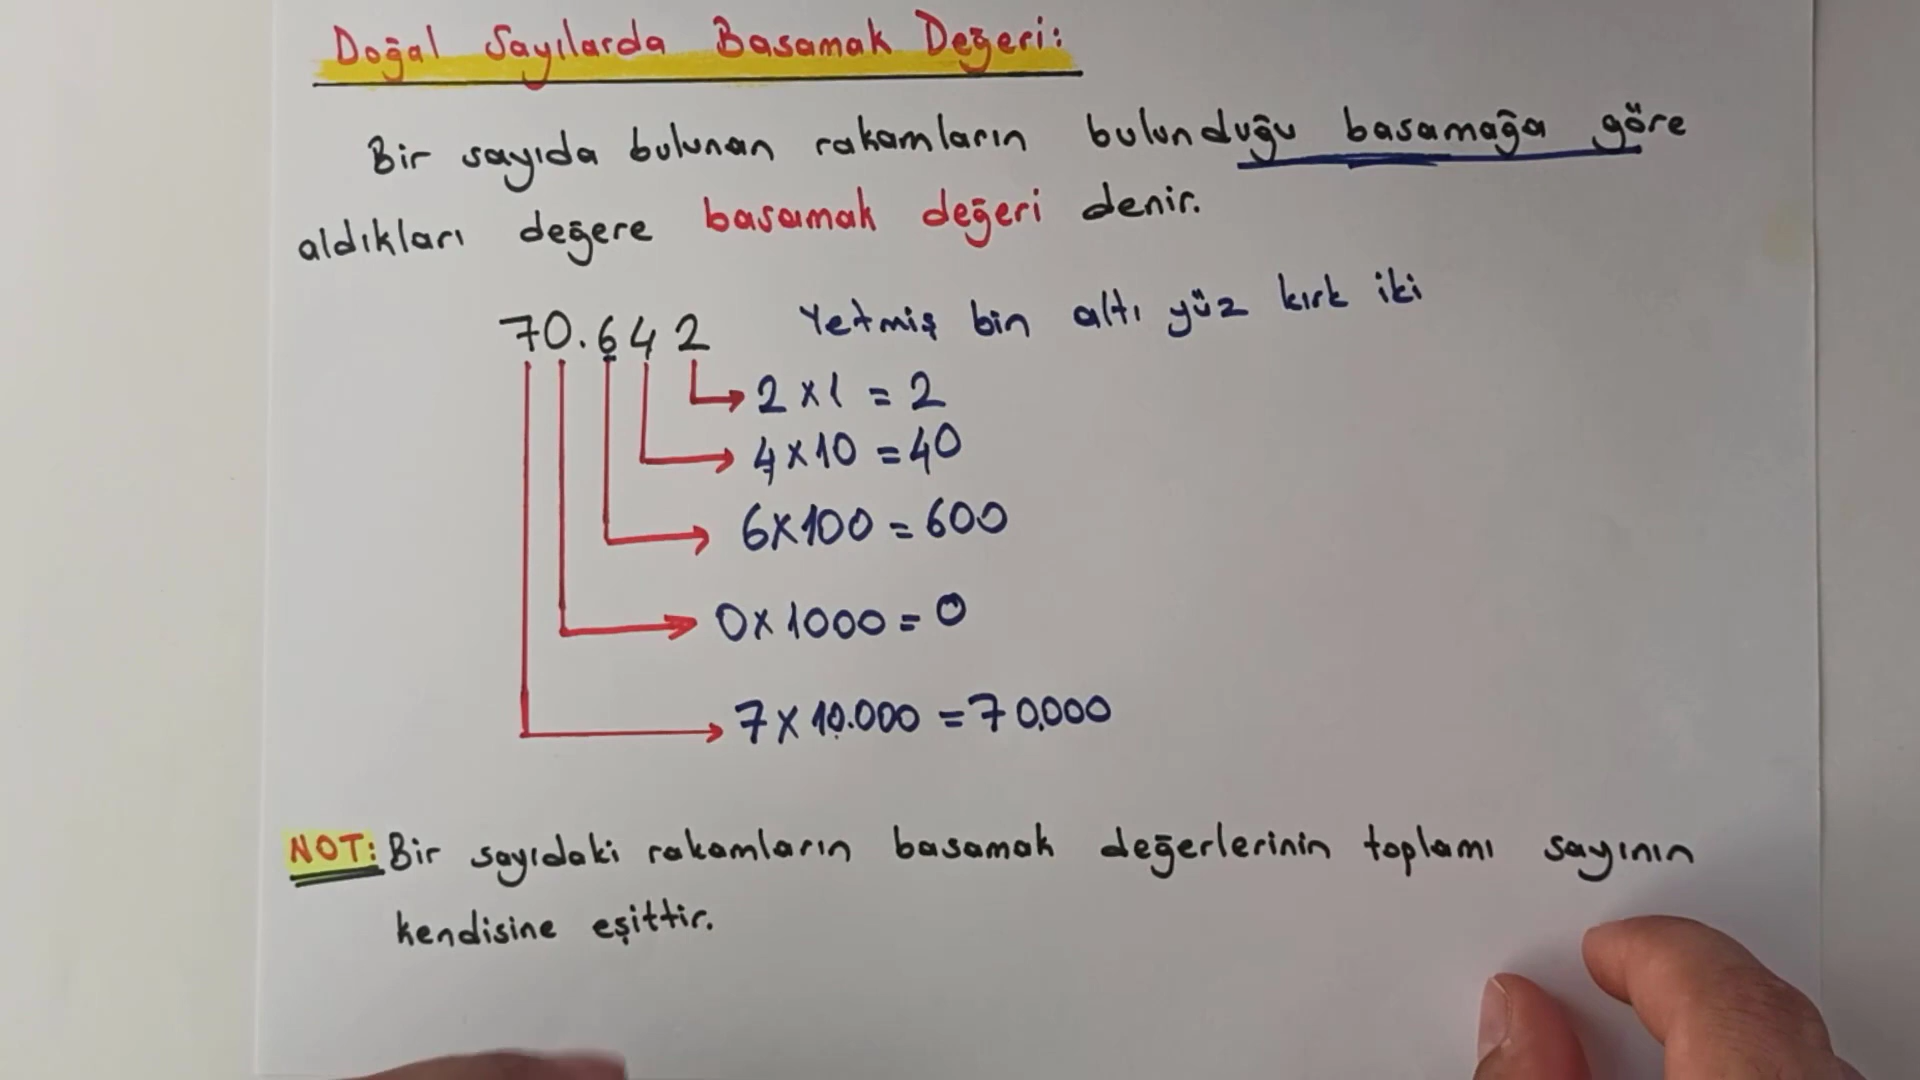 Doğal Sayılarda Basamak Değeri:
Bir sayıda bulunan rakamların bulunduğu basamağa göre
aldıkları değere basamak değeri denir.
70.642 Yetmiş bin altı yüz kırk iki
2x1 = 2
4x10 = 40
6x100 = 600
0x1000 = 0
7x10.000 = 70.000
NOT: Bir sayıdaki rakamların basamak değerlerinin toplamı sayının
kendisine eşittir.